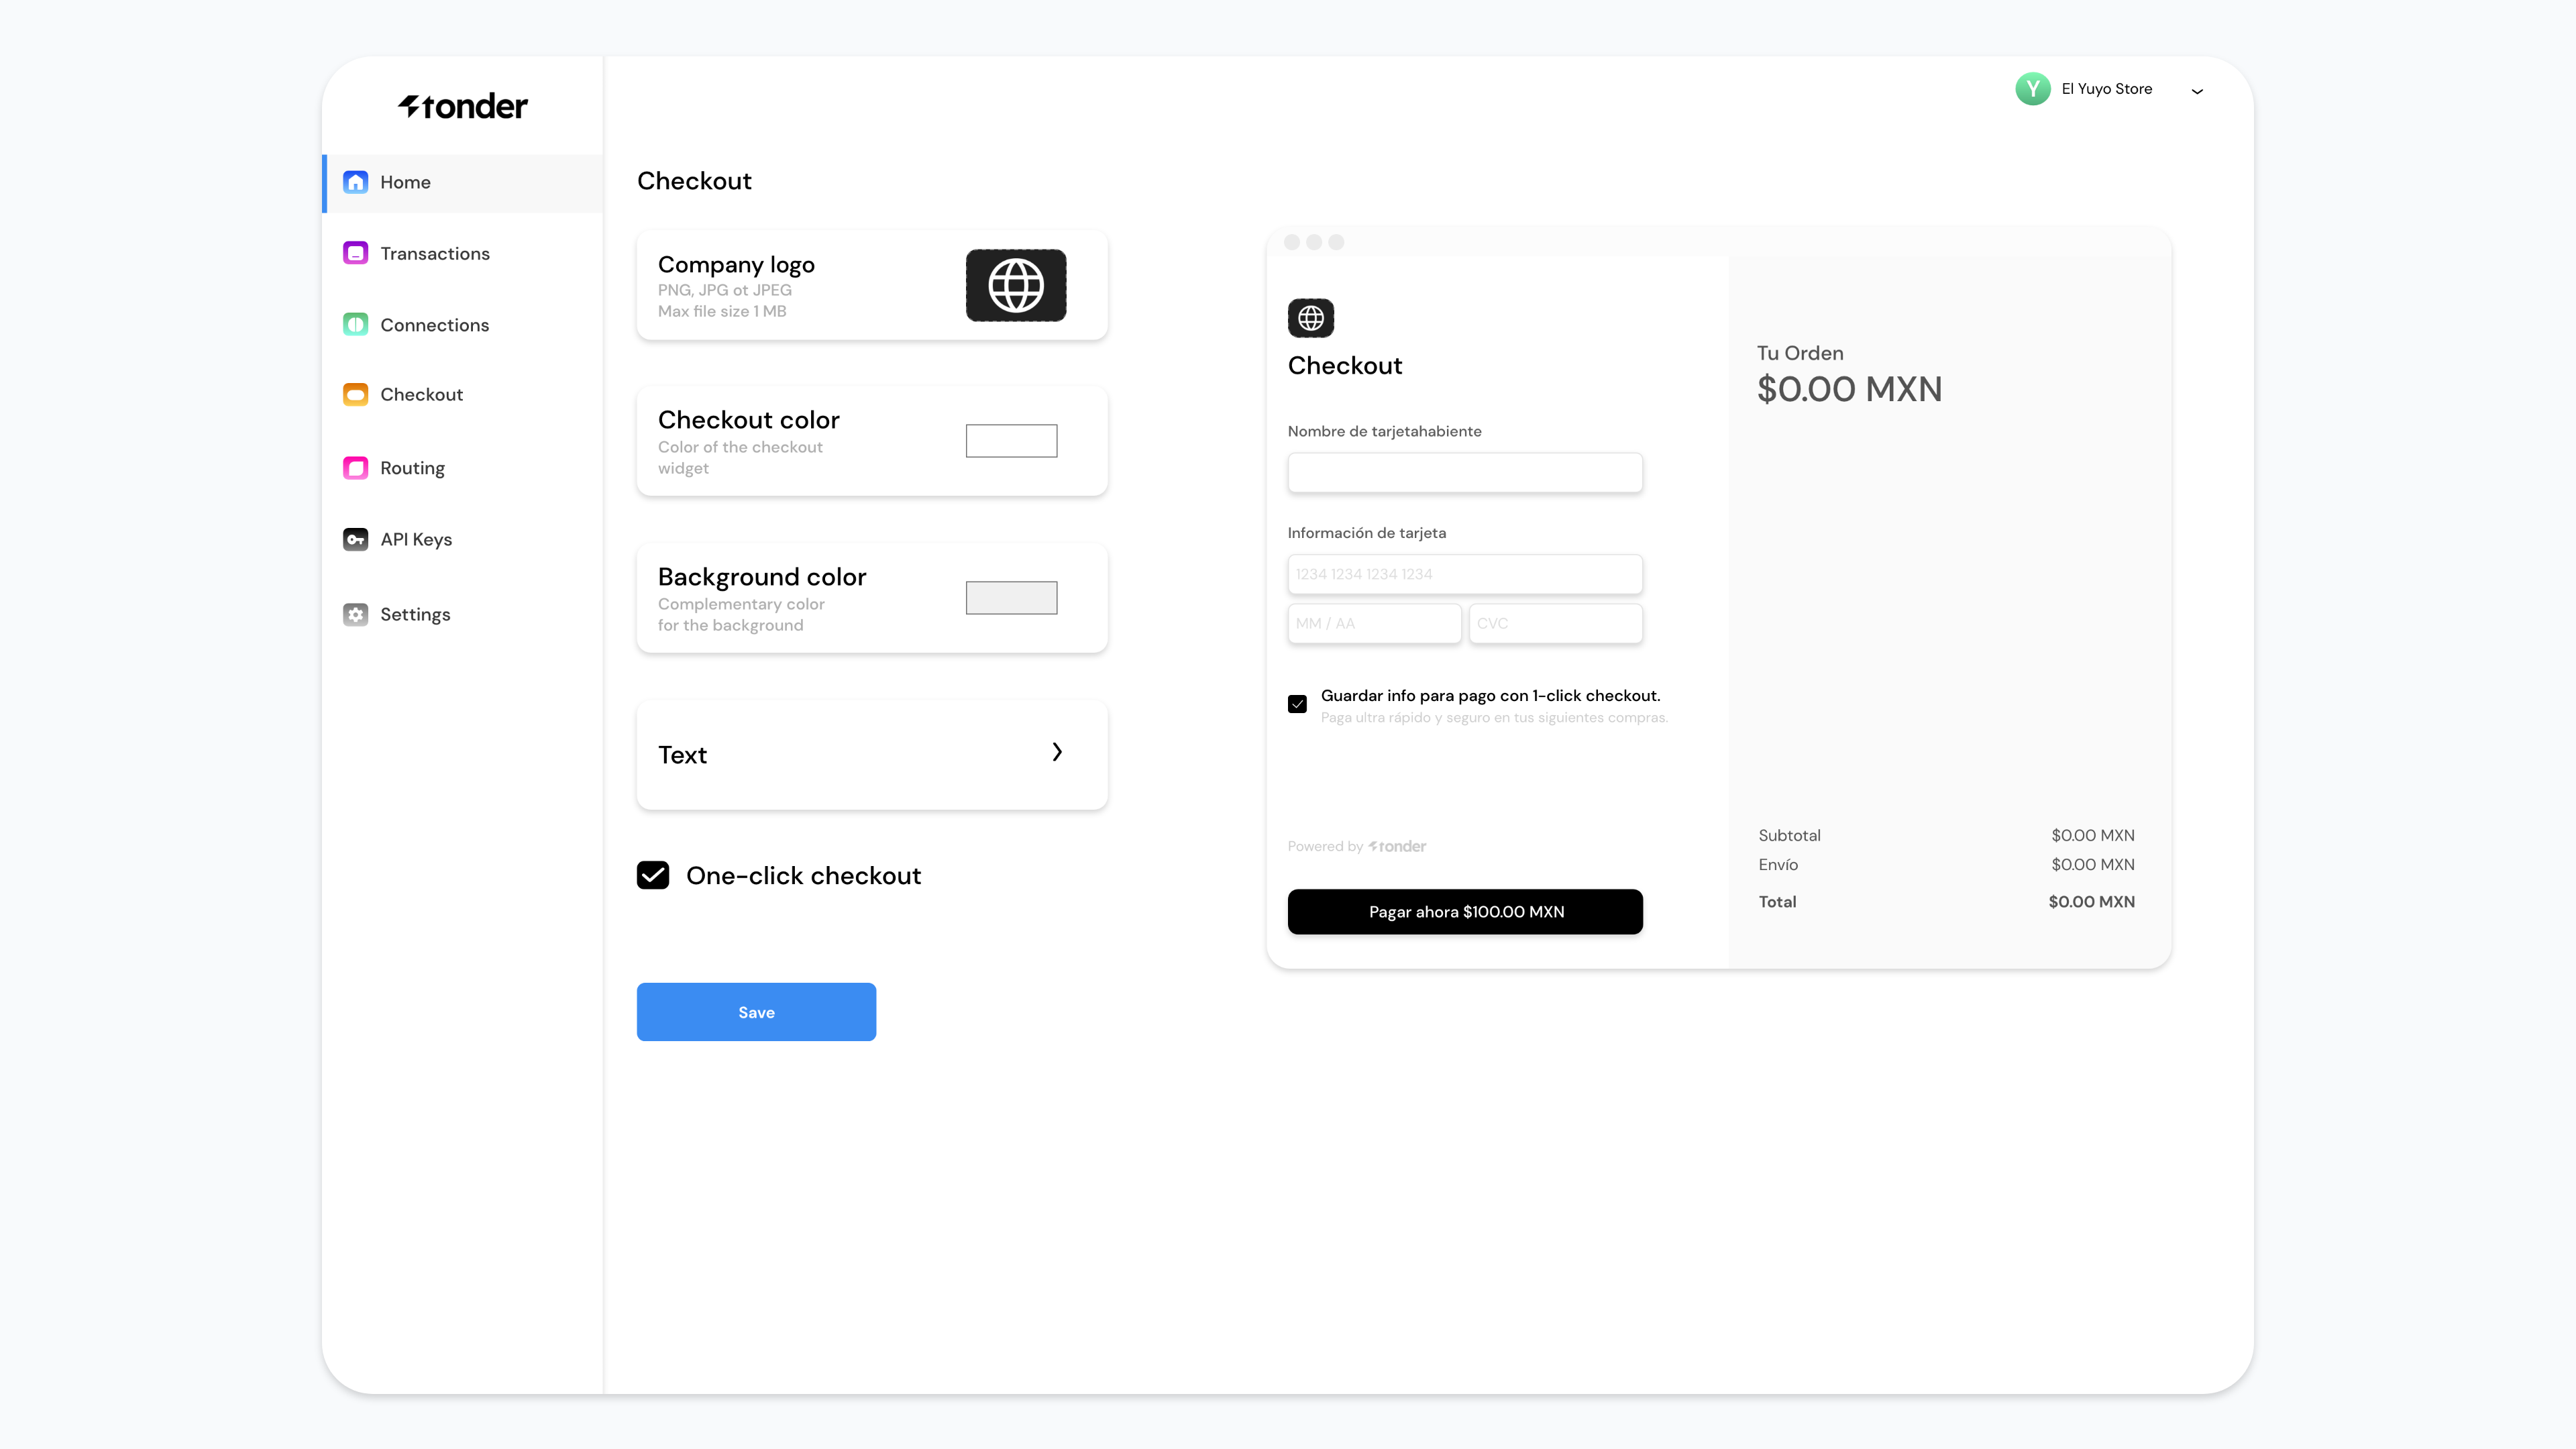 tonder
Y
El Yuyo Store
Home
Transactions
Connections
Checkout
Routing
API Keys
Settings
Checkout
Company logo
PNG, JPG ot JPEG
Max file size 1 MB
Checkout color
Color of the checkout
widget
Background color
Complementary color
for the background
Text
One-click checkout
Save
Checkout
Nombre de tarjetahabiente
Información de tarjeta
1234 1234 1234 1234
MM / AA
CVC
Guardar info para pago con 1-click checkout.
Paga ultra rápido y seguro en tus siguientes compras.
Powered by tonder
Pagar ahora $100.00 MXN
Tu Orden
$0.00 MXN
Subtotal $0.00 MXN
Envío $0.00 MXN
Total $0.00 MXN